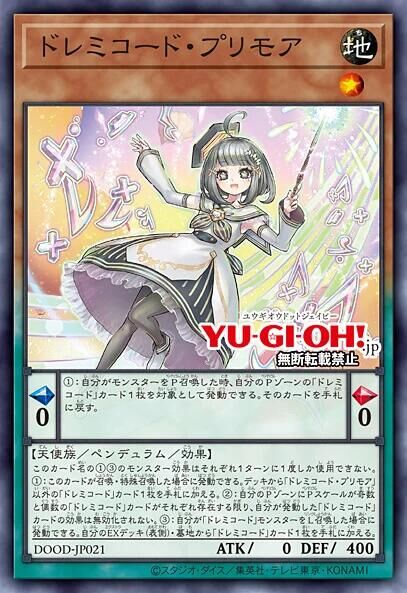 ドレミコード・プリモア
地
ユウギオウドットジェイピー
YU-GI-OH!
.jp
無断転載禁止
①:自分がモンスターをP召喚した時、自分のPゾーンの「ドレミ
コード」カード1枚を対象として発動できる。そのカードを手札
に戻す。
0
0
【天使族/ペンデュラム/効果】
このカード名の①③のモンスター効果はそれぞれ1ターンに1度しか使用できない。
①:このカードが召喚・特殊召喚した場合に発動できる。デッキから「ドレミコード・プリモア」
以外の「ドレミコード」カード1枚を手札に加える。②:自分のPゾーンにPスケールが奇数
と偶数の「ドレミコード」カードがそれぞれ存在する限り、自分が発動した「ドレミコード」
カードの効果は無効化されない。③:自分が「ドレミコード」モンスターをL召喚した場合に
発動できる。自分のEXデッキ(表側)・墓地から「ドレミコード」カード1枚を手札に加える。
DOOD-JP021
ATK/ 0 DEF/ 400
©スタジオ・ダイス/集英社・テレビ東京・KONAMI